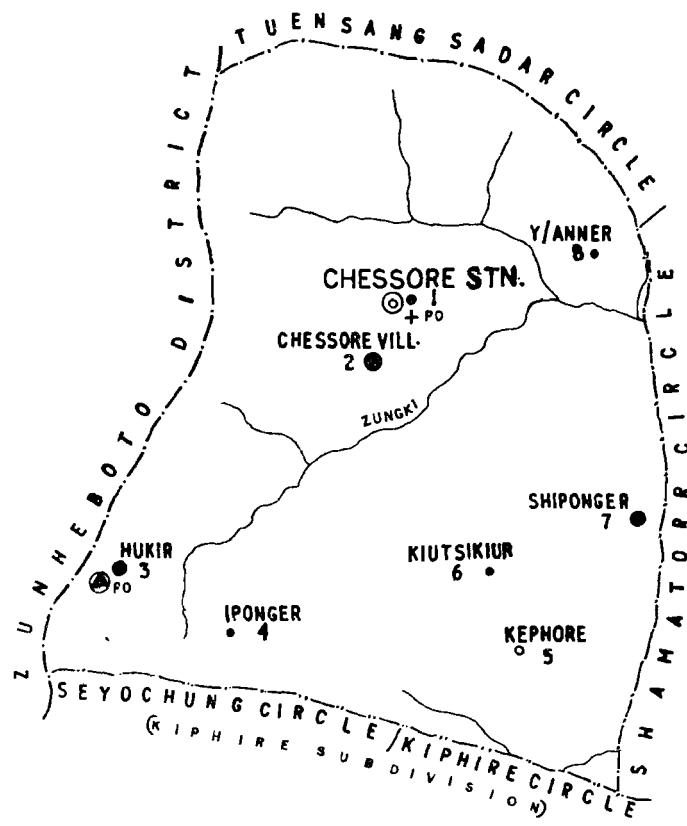 TUENSANG SADAR CIRCLE
ZUNHEBOTO DISTRICT
Y/ANNER
8
CHESSORE STN.
1
+ PO
CHESSORE VILL.
2
ZUNGKI
SHAMATORR CIRCLE
SHIPONGER
7
HUKIR
3
A PO
KIUTSIKIUR
6
IPONGER
4
KEPHORE
5
SEYOCHUNG CIRCLE/KIPHIRE CIRCLE
(KIPHIRE SUBDIVISION)